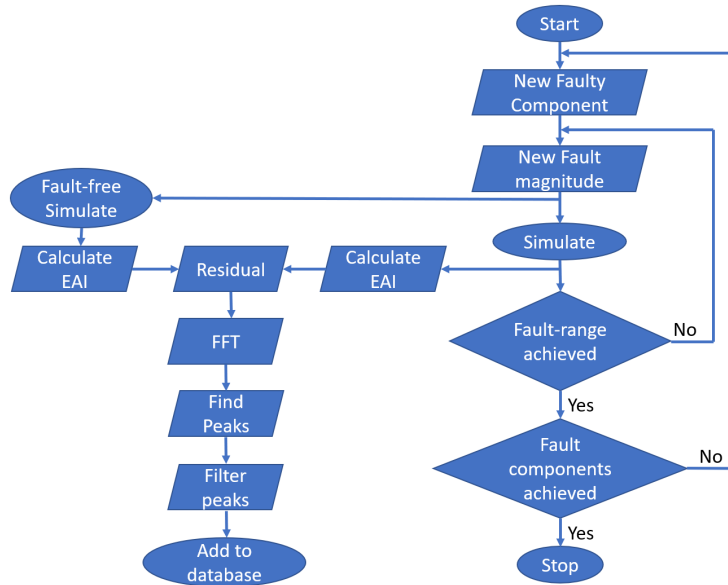 Start
New Faulty
Component
New Fault
magnitude
Fault-free
Simulate
Simulate
Calculate
EAI
Residual
Calculate
EAI
Fault-range
achieved
No
FFT
Yes
Find
Peaks
Fault
components
achieved
No
Filter
peaks
Yes
Add to
database
Stop